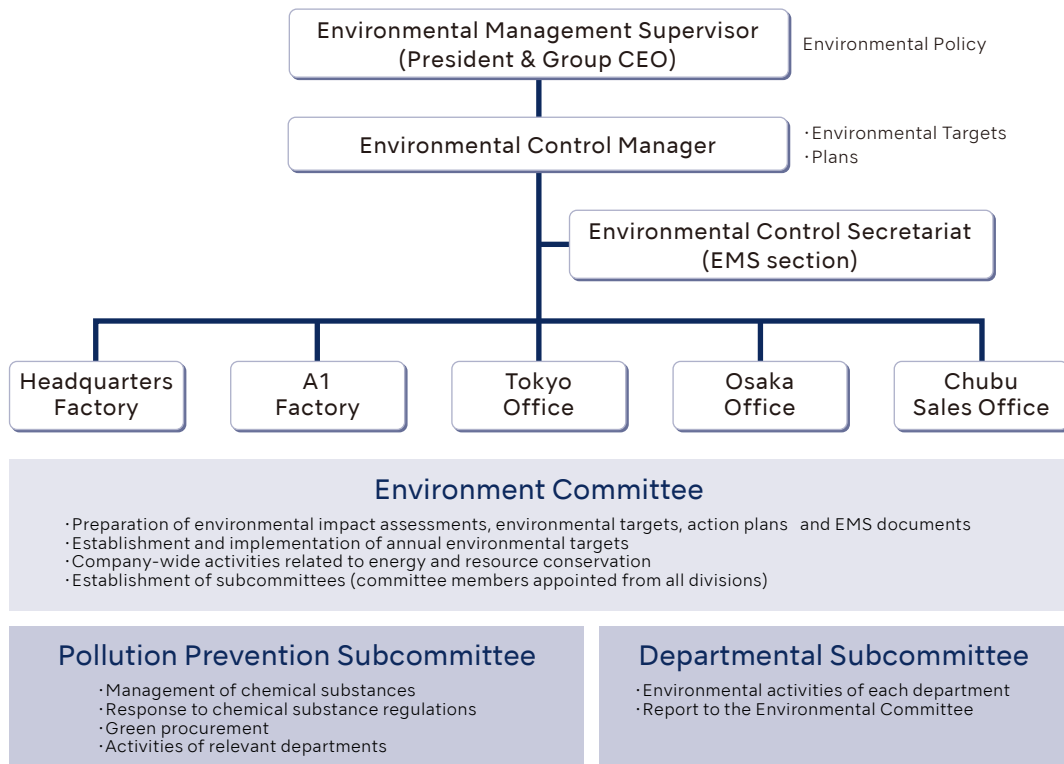 Environmental Management Supervisor
(President & Group CEO)
Environmental Policy
Environmental Control Manager
·Environmental Targets
·Plans
Environmental Control Secretariat
(EMS section)
Headquarters
Factory
A1
Factory
Tokyo
Office
Osaka
Office
Chubu
Sales Office
Environment Committee
·Preparation of environmental impact assessments, environmental targets, action plans and EMS documents
·Establishment and implementation of annual environmental targets
·Company-wide activities related to energy and resource conservation
·Establishment of subcommittees (committee members appointed from all divisions)
Pollution Prevention Subcommittee
·Management of chemical substances
·Response to chemical substance regulations
·Green procurement
·Activities of relevant departments
Departmental Subcommittee
·Environmental activities of each department
·Report to the Environmental Committee